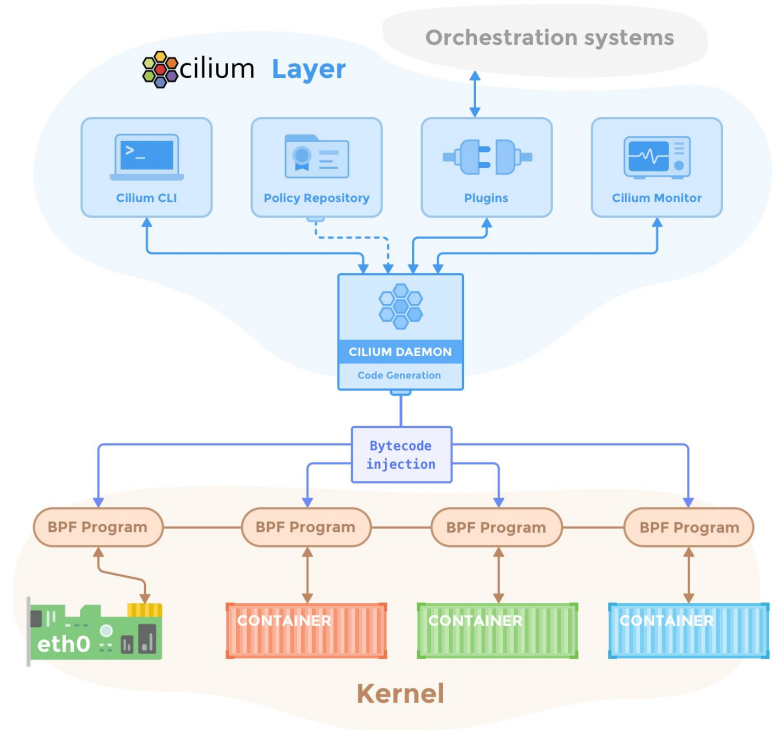 Orchestration systems
cilium Layer
>_
Cilium CLI
Policy Repository
Plugins
Cilium Monitor
CILIUM DAEMON
Code Generation
Bytecode
injection
BPF Program
BPF Program
BPF Program
BPF Program
eth0
CONTAINER
CONTAINER
CONTAINER
Kernel